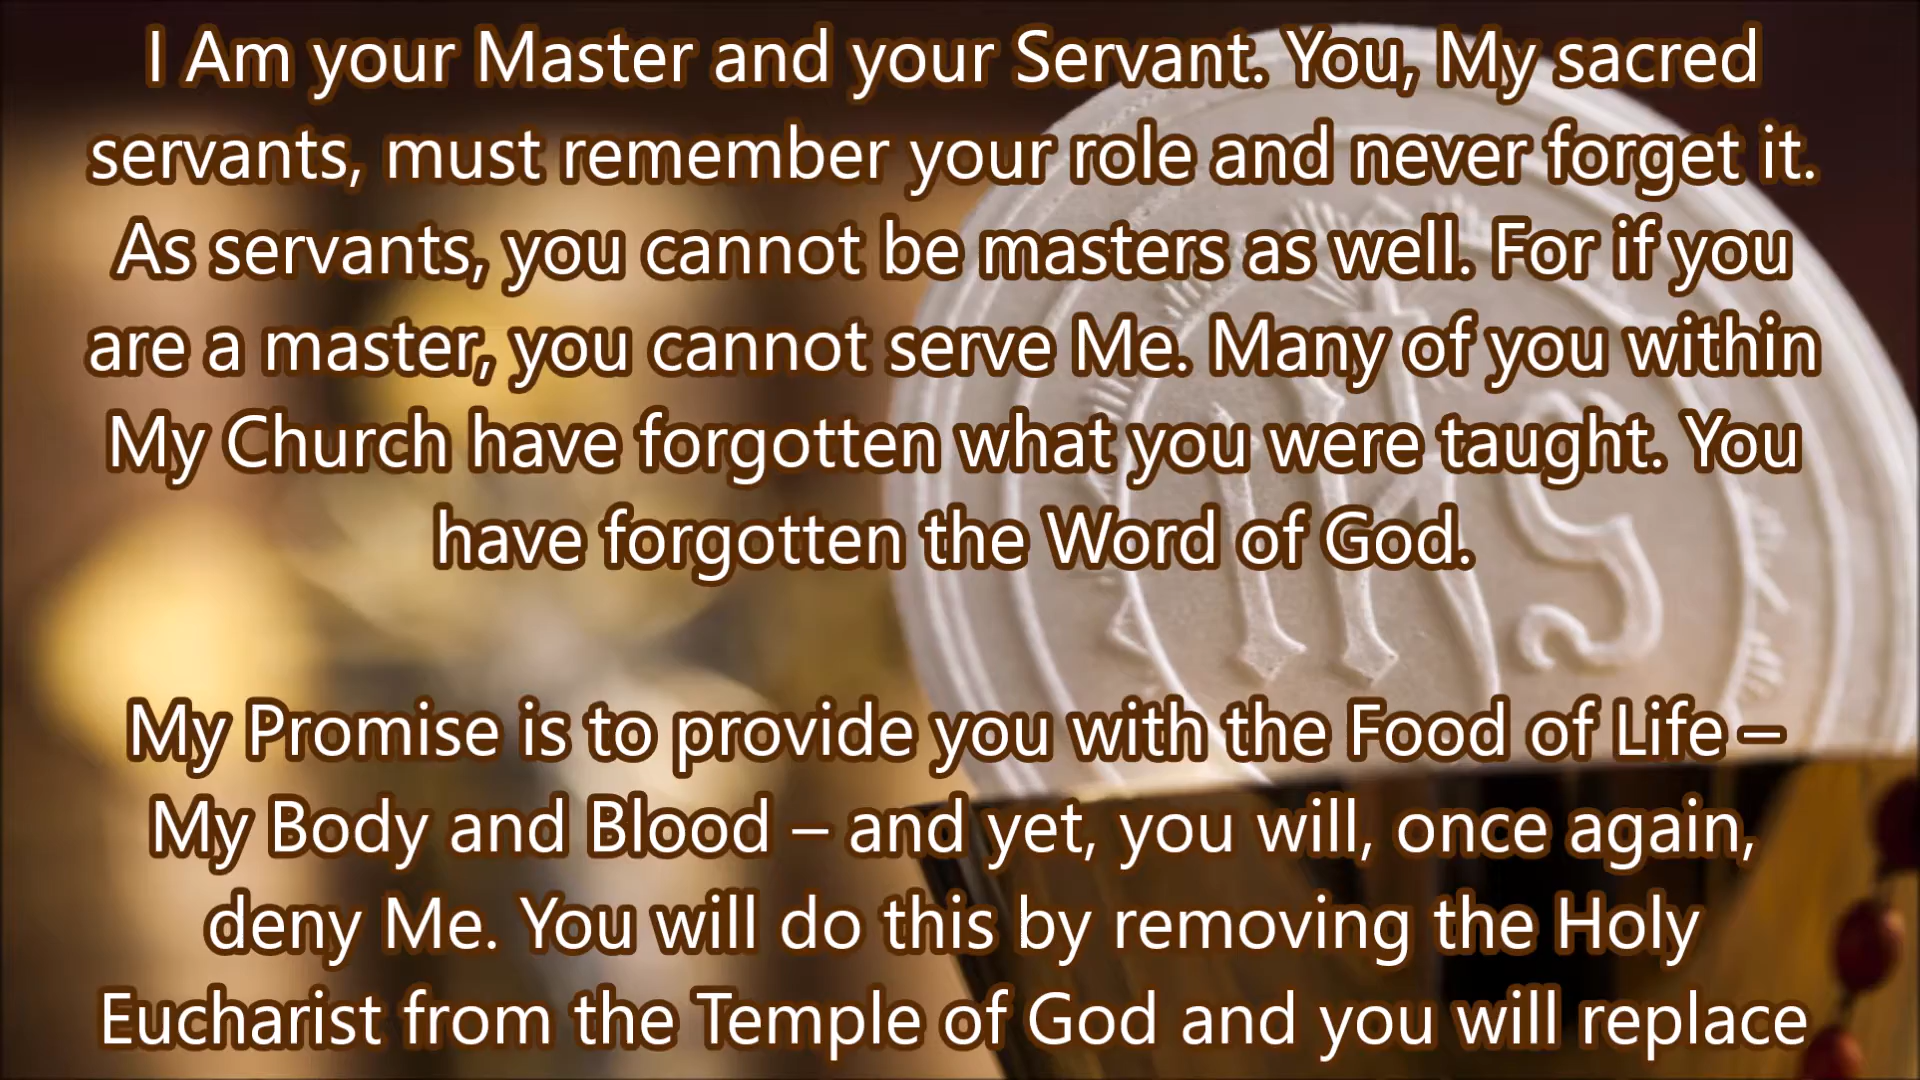 I Am your Master and your Servant. You, My sacred
servants, must remember your role and never forget it.
As servants, you cannot be masters as well. For if you
are a master, you cannot serve Me. Many of you within
My Church have forgotten what you were taught. You
have forgotten the Word of God.
My Promise is to provide you with the Food of Life –
My Body and Blood – and yet, you will, once again,
deny Me. You will do this by removing the Holy
Eucharist from the Temple of God and you will replace
IHS